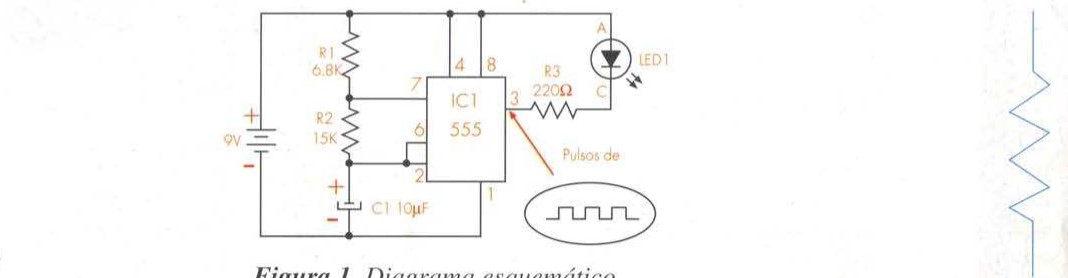 A
R1
6.8K
4
8
LED1
R3
220Ω
C
7
IC1
3
+
R2
15K
6
555
9V
Pulsos de
-
2
+
1
C1 10µF
-
Figura 1. Diagrama esquemático